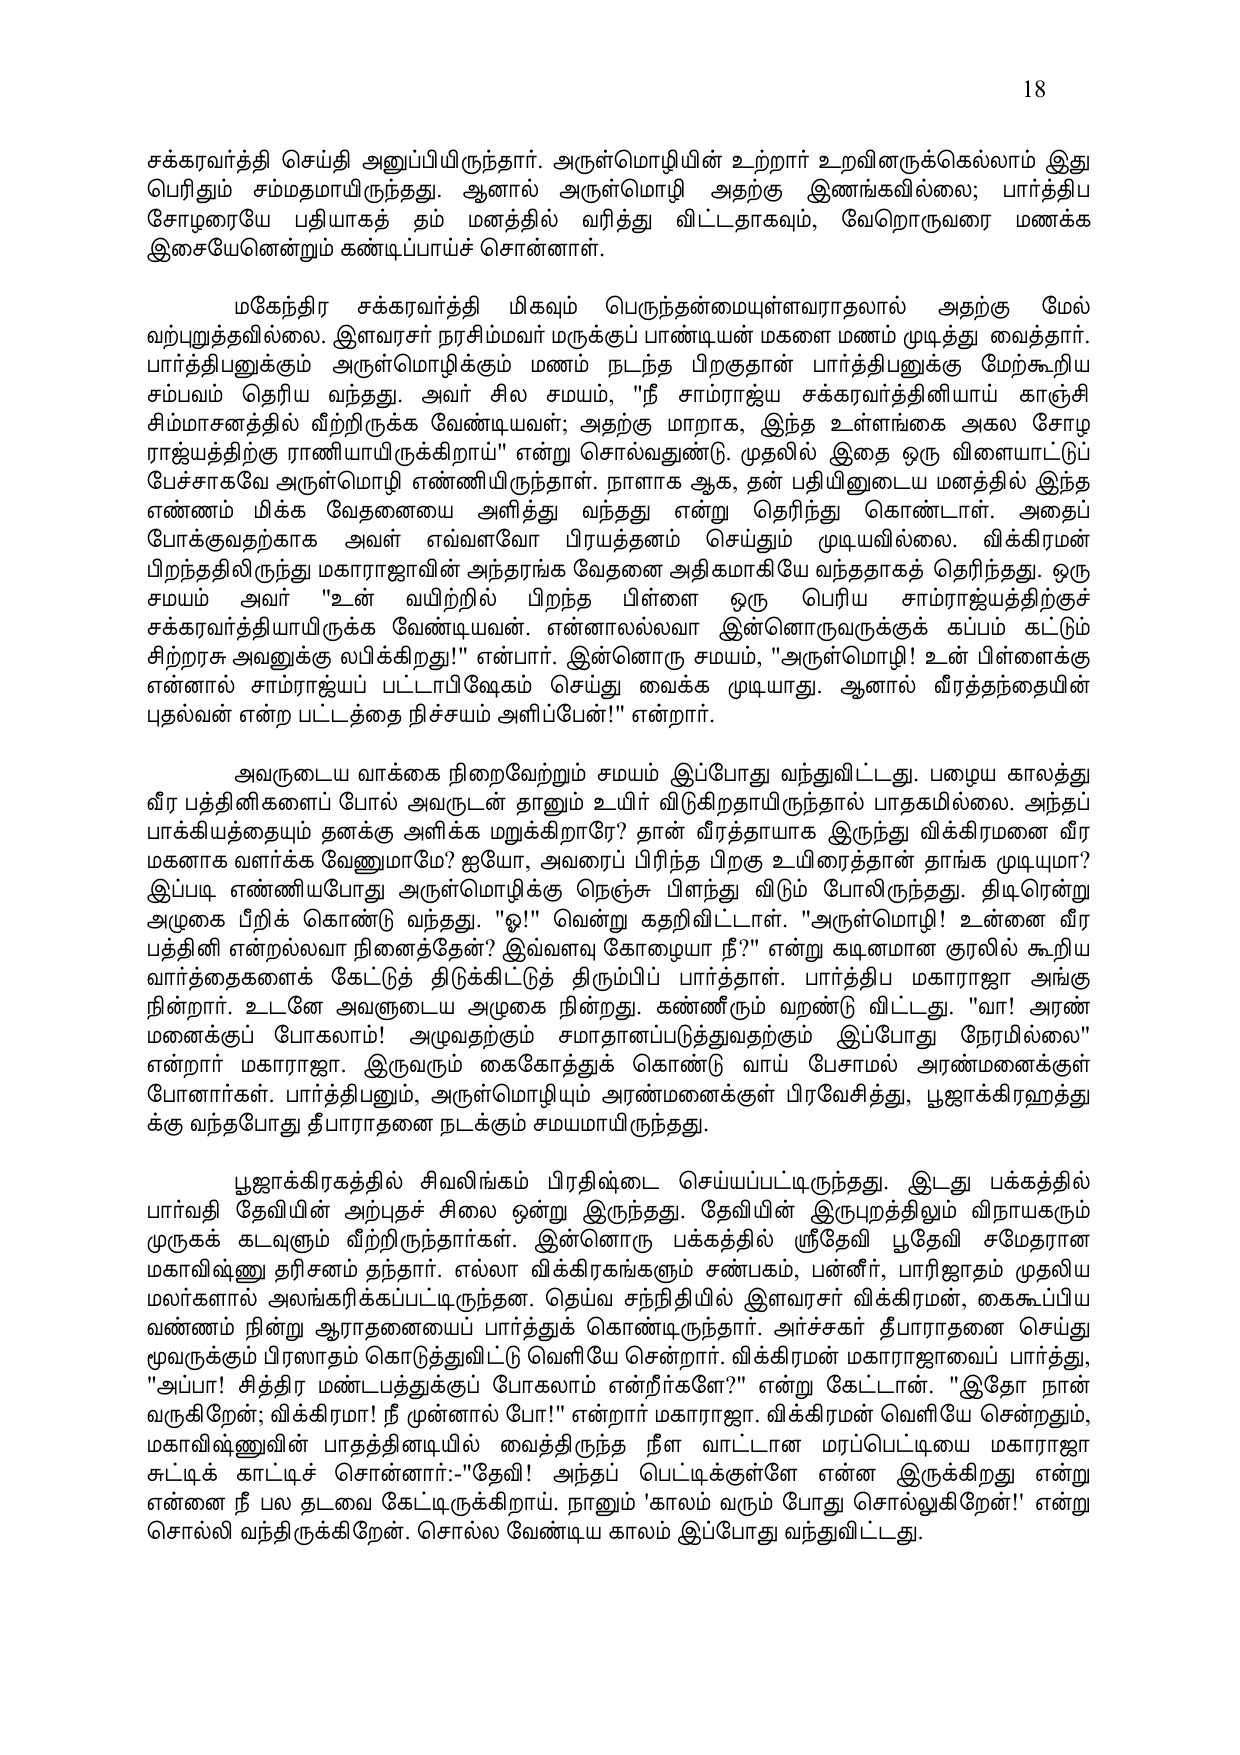 18
சக்கரவர்த்தி செய்தி அனுப்பியிருந்தார். அருள்மொழியின் உற்றார் உறவினருக்கெல்லாம் இது
பெரிதும் சம்மதமாயிருந்தது. ஆனால் அருள்மொழி அதற்கு இணங்கவில்லை; பார்த்திப
சோழரையே பதியாகத் தம் மனத்தில் வரித்து விட்டதாகவும், வேறொருவரை மணக்க
இசையேனென்றும் கண்டிப்பாய்ச் சொன்னாள்.
மகேந்திர சக்கரவர்த்தி மிகவும் பெருந்தன்மையுள்ளவராதலால் அதற்கு மேல்
வற்புறுத்தவில்லை. இளவரசர் நரசிம்மவர் மருக்குப் பாண்டியன் மகளை மணம் முடித்து வைத்தார்.
பார்த்திபனுக்கும் அருள்மொழிக்கும் மணம் நடந்த பிறகுதான் பார்த்திபனுக்கு மேற்கூறிய
சம்பவம் தெரிய வந்தது. அவர் சில சமயம், "நீ சாம்ராஜ்ய சக்கரவர்த்தினியாய் காஞ்சி
சிம்மாசனத்தில் வீற்றிருக்க வேண்டியவள்; அதற்கு மாறாக, இந்த உள்ளங்கை அகல சோழ
ராஜ்யத்திற்கு ராணியாயிருக்கிறாய்" என்று சொல்வதுண்டு. முதலில் இதை ஒரு விளையாட்டுப்
பேச்சாகவே அருள்மொழி எண்ணியிருந்தாள். நாளாக ஆக, தன் பதியினுடைய மனத்தில் இந்த
எண்ணம் மிக்க வேதனையை அளித்து வந்தது என்று தெரிந்து கொண்டாள். அதைப்
போக்குவதற்காக அவள் எவ்வளவோ பிரயத்தனம் செய்தும் முடியவில்லை. விக்கிரமன்
பிறந்ததிலிருந்து மகாராஜாவின் அந்தரங்க வேதனை அதிகமாகியே வந்ததாகத் தெரிந்தது. ஒரு
சமயம் அவர் "உன் வயிற்றில் பிறந்த பிள்ளை ஒரு பெரிய சாம்ராஜ்யத்திற்குச்
சக்கரவர்த்தியாயிருக்க வேண்டியவன். என்னாலல்லவா இன்னொருவருக்குக் கப்பம் கட்டும்
சிற்றரசு அவனுக்கு லபிக்கிறது!" என்பார். இன்னொரு சமயம், "அருள்மொழி! உன் பிள்ளைக்கு
என்னால் சாம்ராஜ்யப் பட்டாபிஷேகம் செய்து வைக்க முடியாது. ஆனால் வீரத்தந்தையின்
புதல்வன் என்ற பட்டத்தை நிச்சயம் அளிப்பேன்!" என்றார்.
அவருடைய வாக்கை நிறைவேற்றும் சமயம் இப்போது வந்துவிட்டது. பழைய காலத்து
வீர பத்தினிகளைப் போல் அவருடன் தானும் உயிர் விடுகிறதாயிருந்தால் பாதகமில்லை. அந்தப்
பாக்கியத்தையும் தனக்கு அளிக்க மறுக்கிறாரே? தான் வீரத்தாயாக இருந்து விக்கிரமனை வீர
மகனாக வளர்க்க வேணுமாமே? ஐயோ, அவரைப் பிரிந்த பிறகு உயிரைத்தான் தாங்க முடியுமா?
இப்படி எண்ணியபோது அருள்மொழிக்கு நெஞ்சு பிளந்து விடும் போலிருந்தது. திடிரென்று
அழுகை பீறிக் கொண்டு வந்தது. "ஓ!" வென்று கதறிவிட்டாள். "அருள்மொழி! உன்னை வீர
பத்தினி என்றல்லவா நினைத்தேன்? இவ்வளவு கோழையா நீ?" என்று கடினமான குரலில் கூறிய
வார்த்தைகளைக் கேட்டுத் திடுக்கிட்டுத் திரும்பிப் பார்த்தாள். பார்த்திப மகாராஜா அங்கு
நின்றார். உடனே அவளுடைய அழுகை நின்றது. கண்ணீரும் வறண்டு விட்டது. "வா! அரண்
மனைக்குப் போகலாம்! அழுவதற்கும் சமாதானப்படுத்துவதற்கும் இப்போது நேரமில்லை"
என்றார் மகாராஜா. இருவரும் கைகோத்துக் கொண்டு வாய் பேசாமல் அரண்மனைக்குள்
போனார்கள். பார்த்திபனும், அருள்மொழியும் அரண்மனைக்குள் பிரவேசித்து, பூஜாக்கிரஹத்து
க்கு வந்தபோது தீபாராதனை நடக்கும் சமயமாயிருந்தது.
பூஜாக்கிரகத்தில் சிவலிங்கம் பிரதிஷ்டை செய்யப்பட்டிருந்தது. இடது பக்கத்தில்
பார்வதி தேவியின் அற்புதச் சிலை ஒன்று இருந்தது. தேவியின் இருபுறத்திலும் விநாயகரும்
முருகக் கடவுளும் வீற்றிருந்தார்கள். இன்னொரு பக்கத்தில் ஸ்ரீதேவி பூதேவி சமேதரான
மகாவிஷ்ணு தரிசனம் தந்தார். எல்லா விக்கிரகங்களும் சண்பகம், பன்னீர், பாரிஜாதம் முதலிய
மலர்களால் அலங்கரிக்கப்பட்டிருந்தன. தெய்வ சந்நிதியில் இளவரசர் விக்கிரமன், கைகூப்பிய
வண்ணம் நின்று ஆராதனையைப் பார்த்துக் கொண்டிருந்தார். அர்ச்சகர் தீபாராதனை செய்து
மூவருக்கும் பிரஸாதம் கொடுத்துவிட்டு வெளியே சென்றார். விக்கிரமன் மகாராஜாவைப் பார்த்து,
"அப்பா! சித்திர மண்டபத்துக்குப் போகலாம் என்றீர்களே?" என்று கேட்டான். "இதோ நான்
வருகிறேன்; விக்கிரமா! நீ முன்னால் போ!" என்றார் மகாராஜா. விக்கிரமன் வெளியே சென்றதும்,
மகாவிஷ்ணுவின் பாதத்தினடியில் வைத்திருந்த நீள வாட்டான மரப்பெட்டியை மகாராஜா
சுட்டிக் காட்டிச் சொன்னார்:-"தேவி! அந்தப் பெட்டிக்குள்ளே என்ன இருக்கிறது என்று
என்னை நீ பல தடவை கேட்டிருக்கிறாய். நானும் 'காலம் வரும் போது சொல்லுகிறேன்!' என்று
சொல்லி வந்திருக்கிறேன். சொல்ல வேண்டிய காலம் இப்போது வந்துவிட்டது.